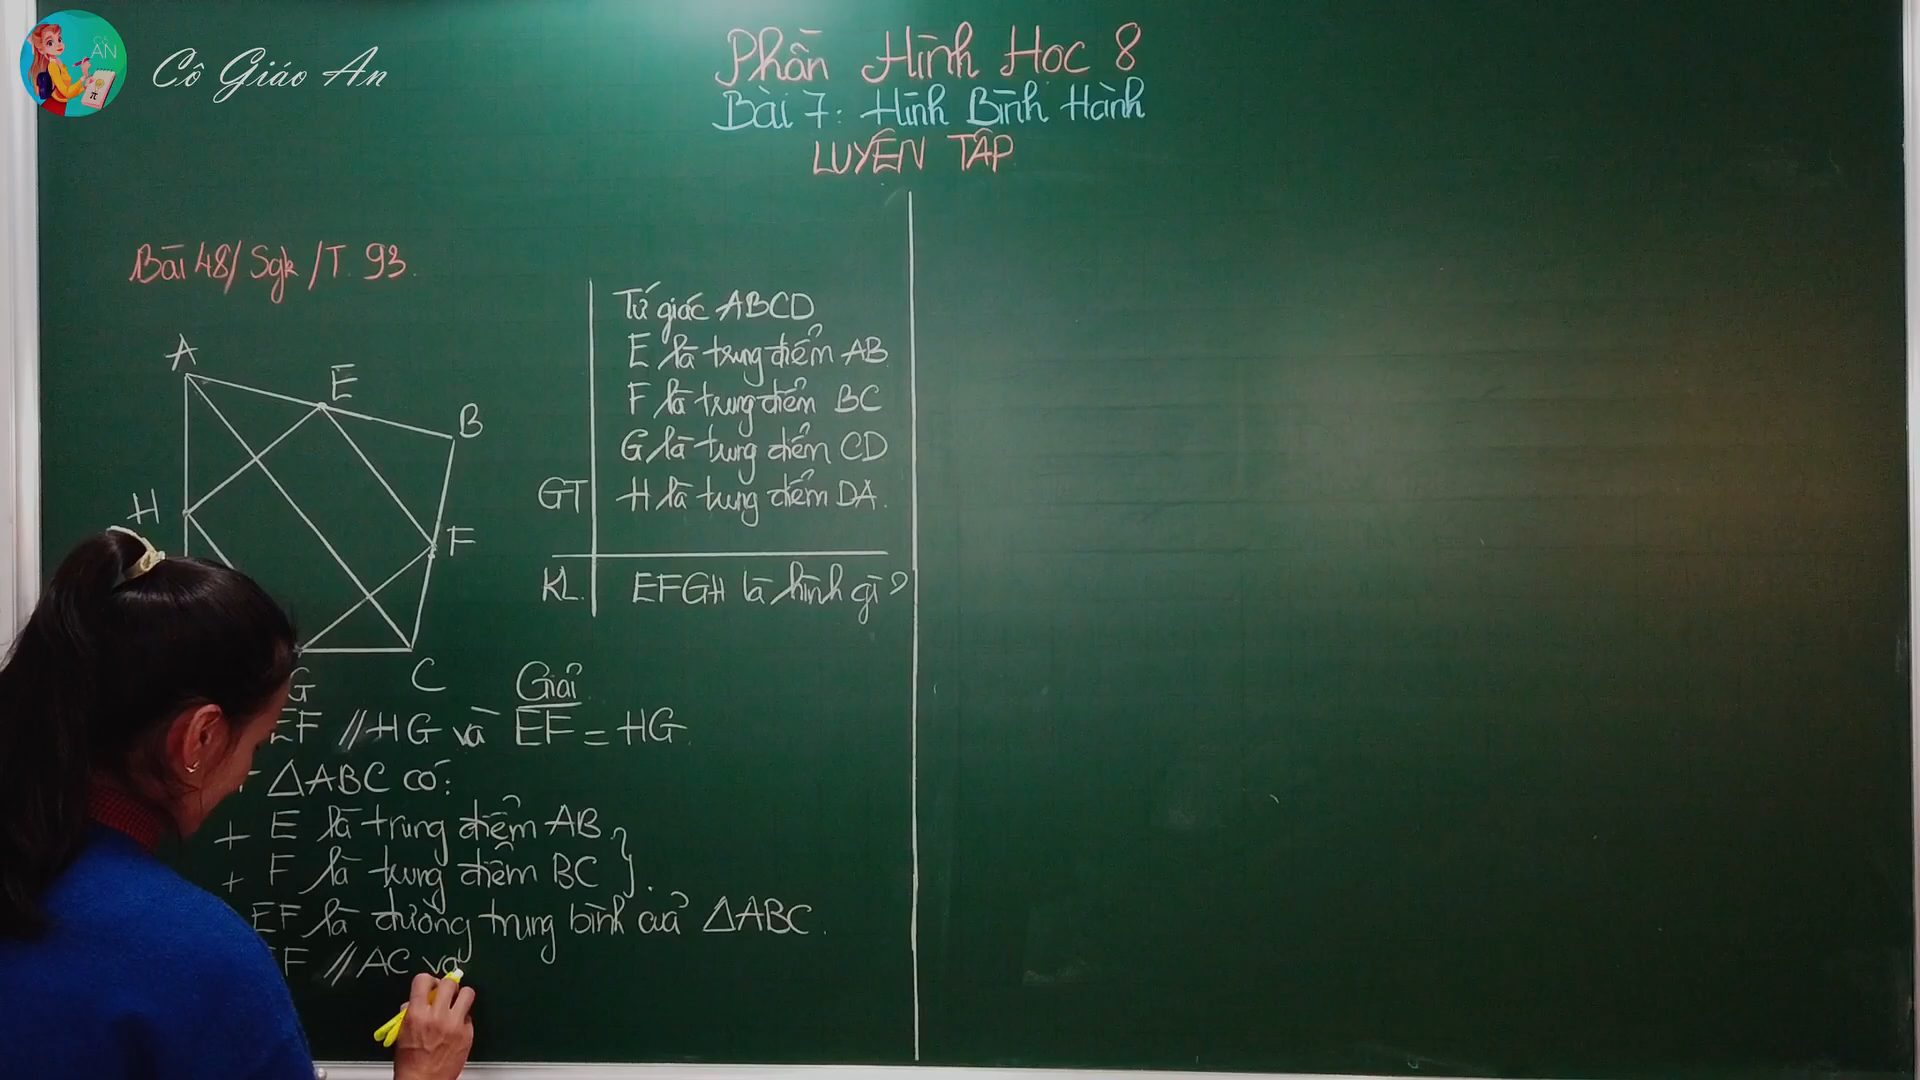 AN
π
Cô Giáo An
Phần Hình Học 8
Bài 7: Hình Bình Hành
LUYỆN TẬP
Bài 48/ Sgk /T. 93.
A
E
B
H
F
G
C
Tứ giác ABCD
E là trung điểm AB
F là trung điểm BC
G là trung điểm CD
GT
H là trung điểm DA.
KL
EFGH là hình gì?
Giải
EF // HG và EF = HG
ΔABC có:
+ E là trung điểm AB
+ F là trung điểm BC }.
EF là đường trung bình của ΔABC.
F // AC và